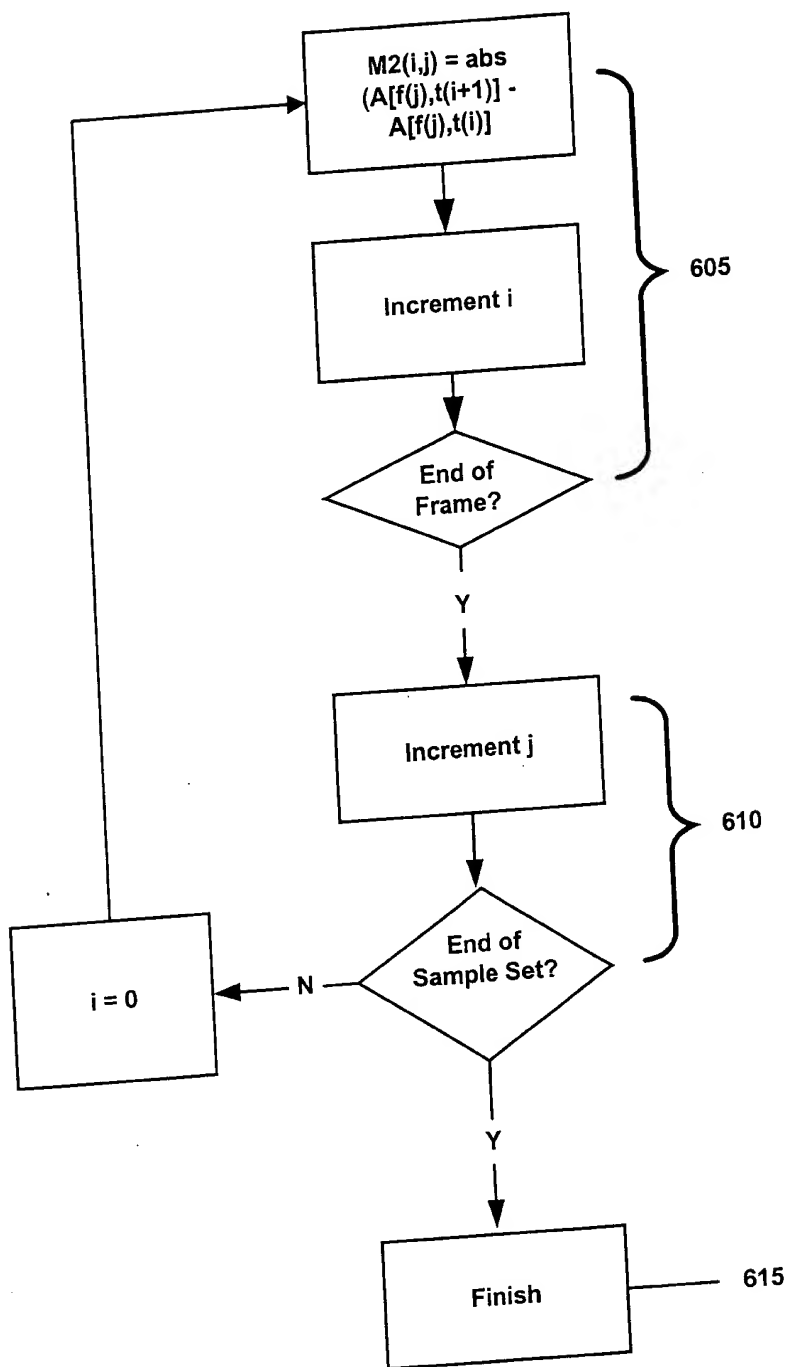 M2(i,j) = abs
(A[f(j),t(i+1)] -
A[f(j),t(i)]
605
Increment i
End of
Frame?
Y
Increment j
610
End of
Sample Set?
N
i = 0
Y
Finish
615